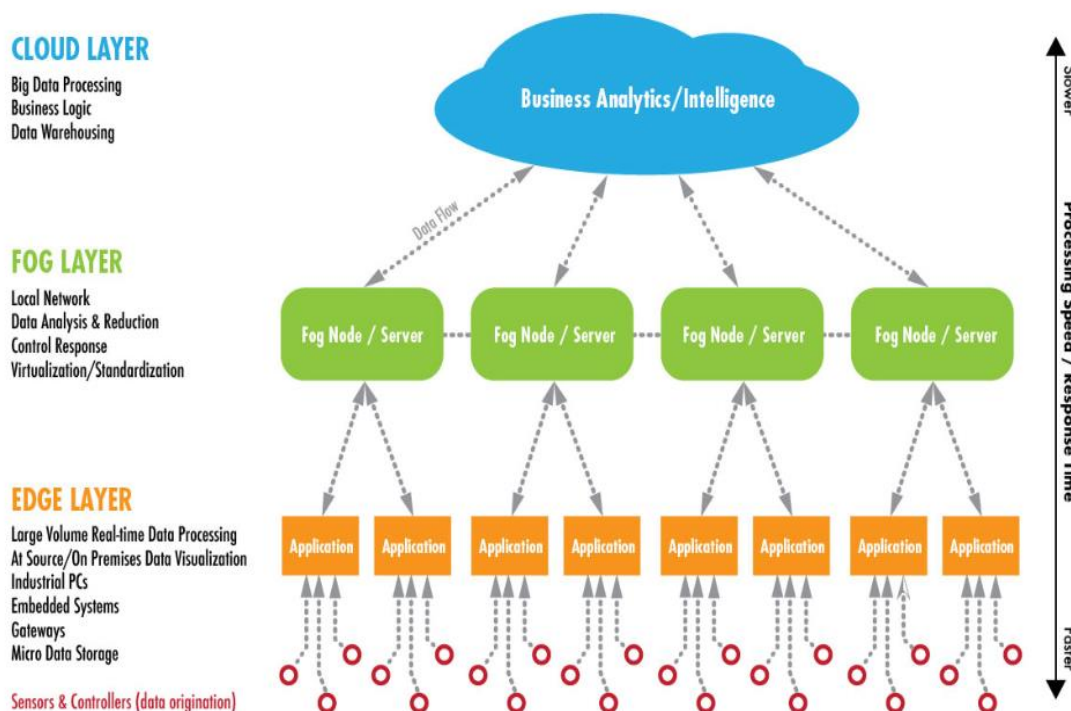 CLOUD LAYER
Big Data Processing
Business Logic
Data Warehousing
Business Analytics/Intelligence
Slower
Data Flow
Processing Speed / Response Time
FOG LAYER
Local Network
Data Analysis & Reduction
Control Response
Virtualization/Standardization
Fog Node / Server
Fog Node / Server
Fog Node / Server
Fog Node / Server
EDGE LAYER
Large Volume Real-time Data Processing
At Source/On Premises Data Visualization
Industrial PCs
Embedded Systems
Gateways
Micro Data Storage
Application
Application
Application
Application
Application
Application
Application
Application
Faster
Sensors & Controllers (data origination)